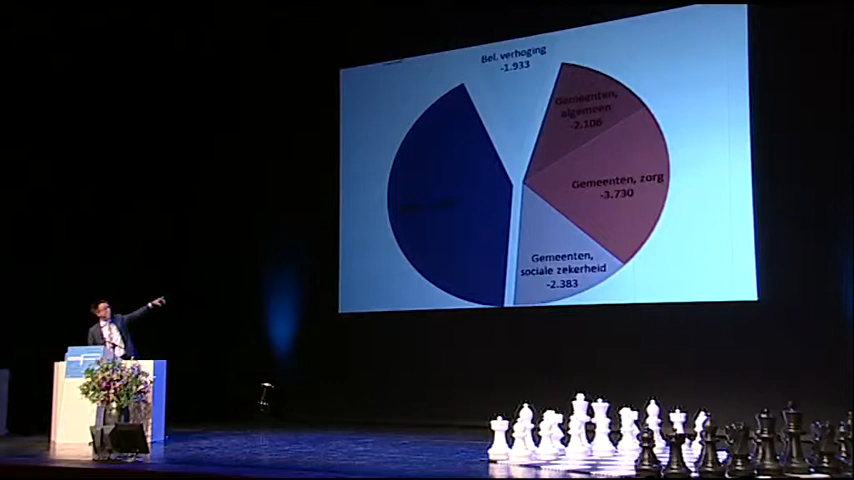 Bel. verhoging
-1.933
Gemeenten,
algemeen
-2.106
Gemeenten, zorg
-3.730
Gemeenten,
sociale zekerheid
-2.383